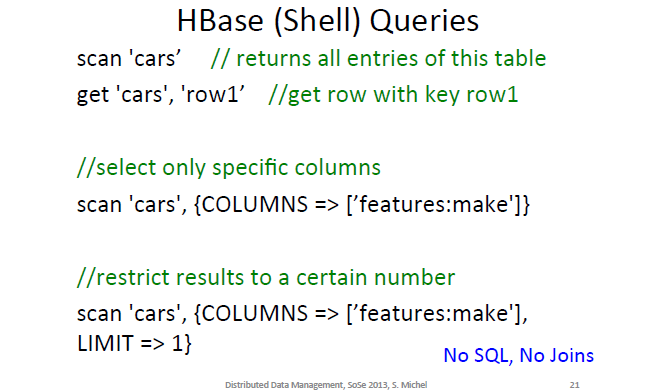 HBase (Shell) Queries
scan 'cars’ // returns all entries of this table
get 'cars', 'row1’ //get row with key row1
//select only specific columns
scan 'cars', {COLUMNS => [’features:make']}
//restrict results to a certain number
scan 'cars', {COLUMNS => [’features:make'],
LIMIT => 1}
No SQL, No Joins
Distributed Data Management, SoSe 2013, S. Michel 21